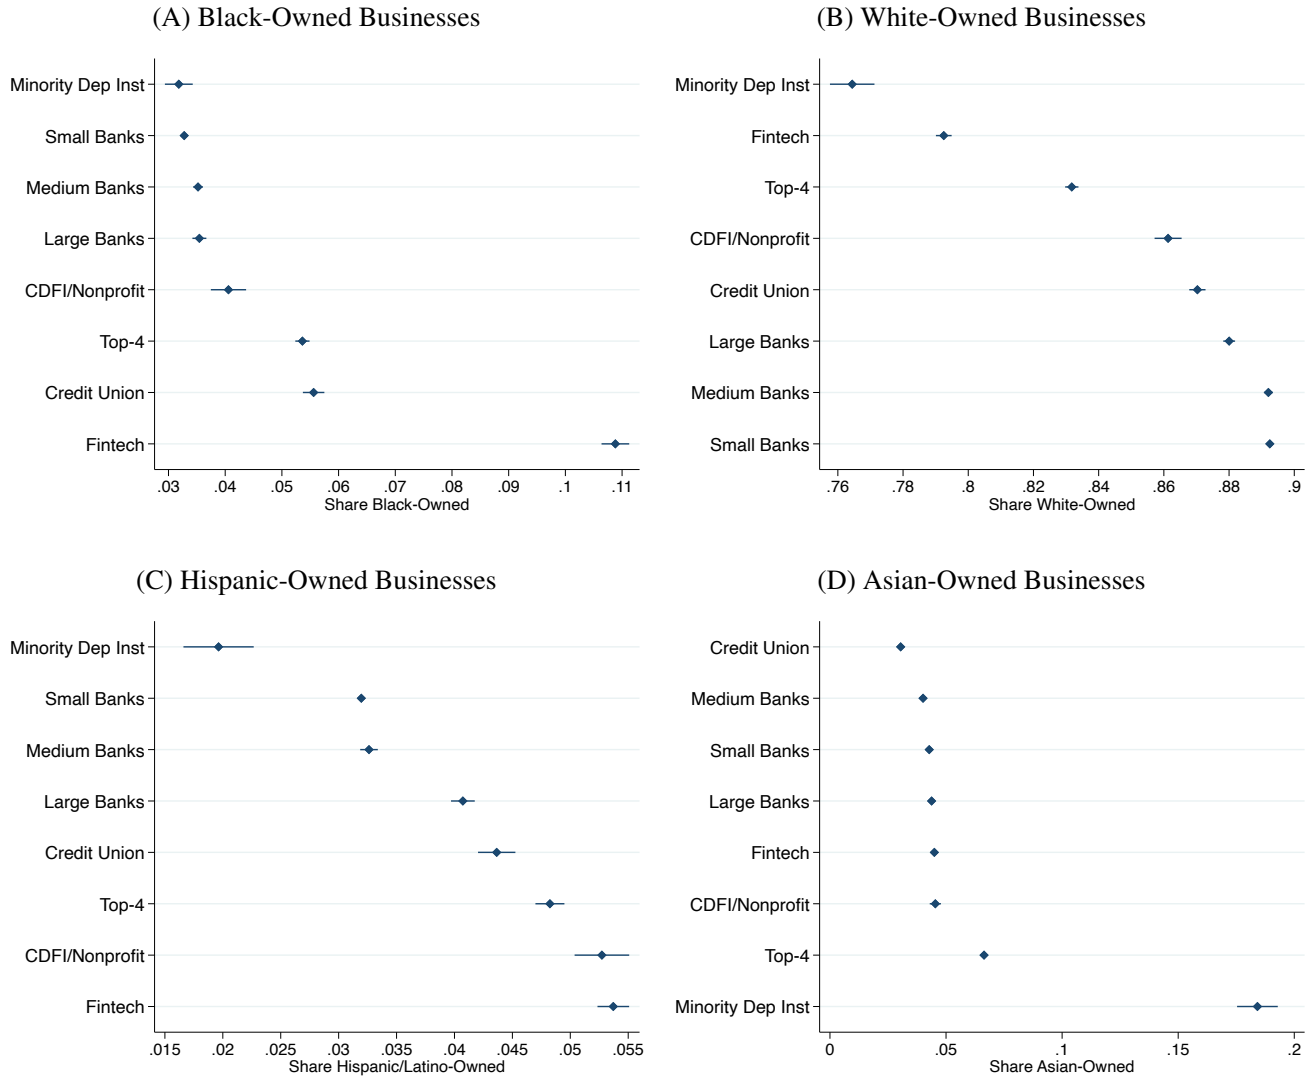 (A) Black-Owned Businesses
Minority Dep Inst
Small Banks
Medium Banks
Large Banks
CDFI/Nonprofit
Top-4
Credit Union
Fintech
.03 .04 .05 .06 .07 .08 .09 .1 .11
Share Black-Owned
(B) White-Owned Businesses
Minority Dep Inst
Fintech
Top-4
CDFI/Nonprofit
Credit Union
Large Banks
Medium Banks
Small Banks
.76 .78 .8 .82 .84 .86 .88 .9
Share White-Owned
(C) Hispanic-Owned Businesses
Minority Dep Inst
Small Banks
Medium Banks
Large Banks
Credit Union
Top-4
CDFI/Nonprofit
Fintech
.015 .02 .025 .03 .035 .04 .045 .05 .055
Share Hispanic/Latino-Owned
(D) Asian-Owned Businesses
Credit Union
Medium Banks
Small Banks
Large Banks
Fintech
CDFI/Nonprofit
Top-4
Minority Dep Inst
0 .05 .1 .15 .2
Share Asian-Owned